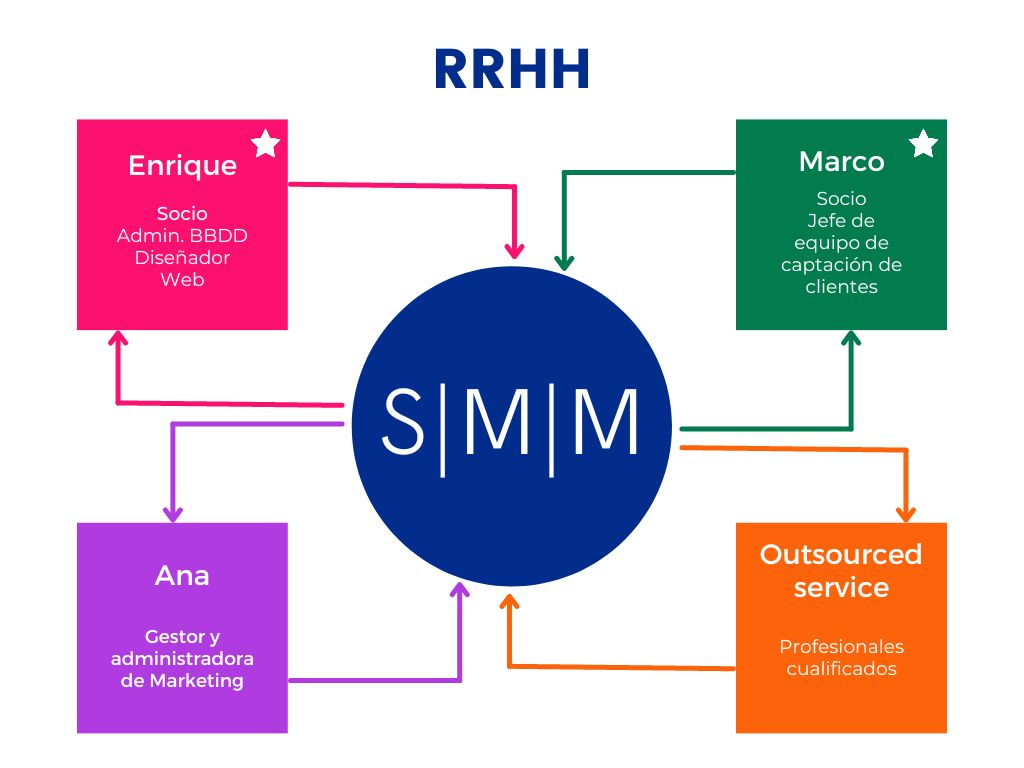 RRHH
Enrique
Socio
Admin. BBDD
Diseñador
Web
Marco
Socio
Jefe de
equipo de
captación de
clientes
S|M|M
Ana
Gestor y
administradora
de Marketing
Outsourced
service
Profesionales
cualificados